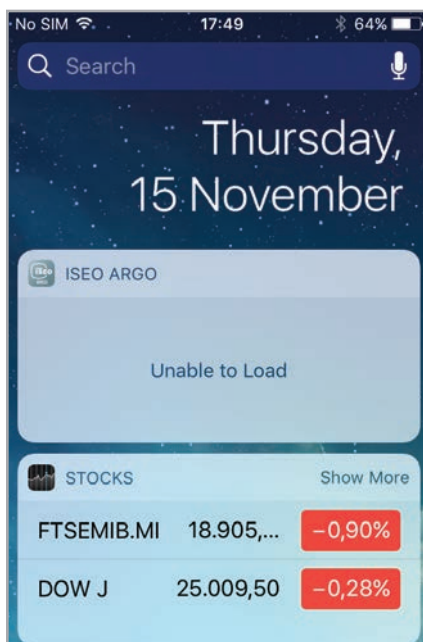 No SIM 17:49 64%
Search
Thursday,
15 November
iseo ISEO ARGO
Unable to Load
STOCKS Show More
FTSEMIB.MI 18.905,... −0,90%
DOW J 25.009,50 −0,28%